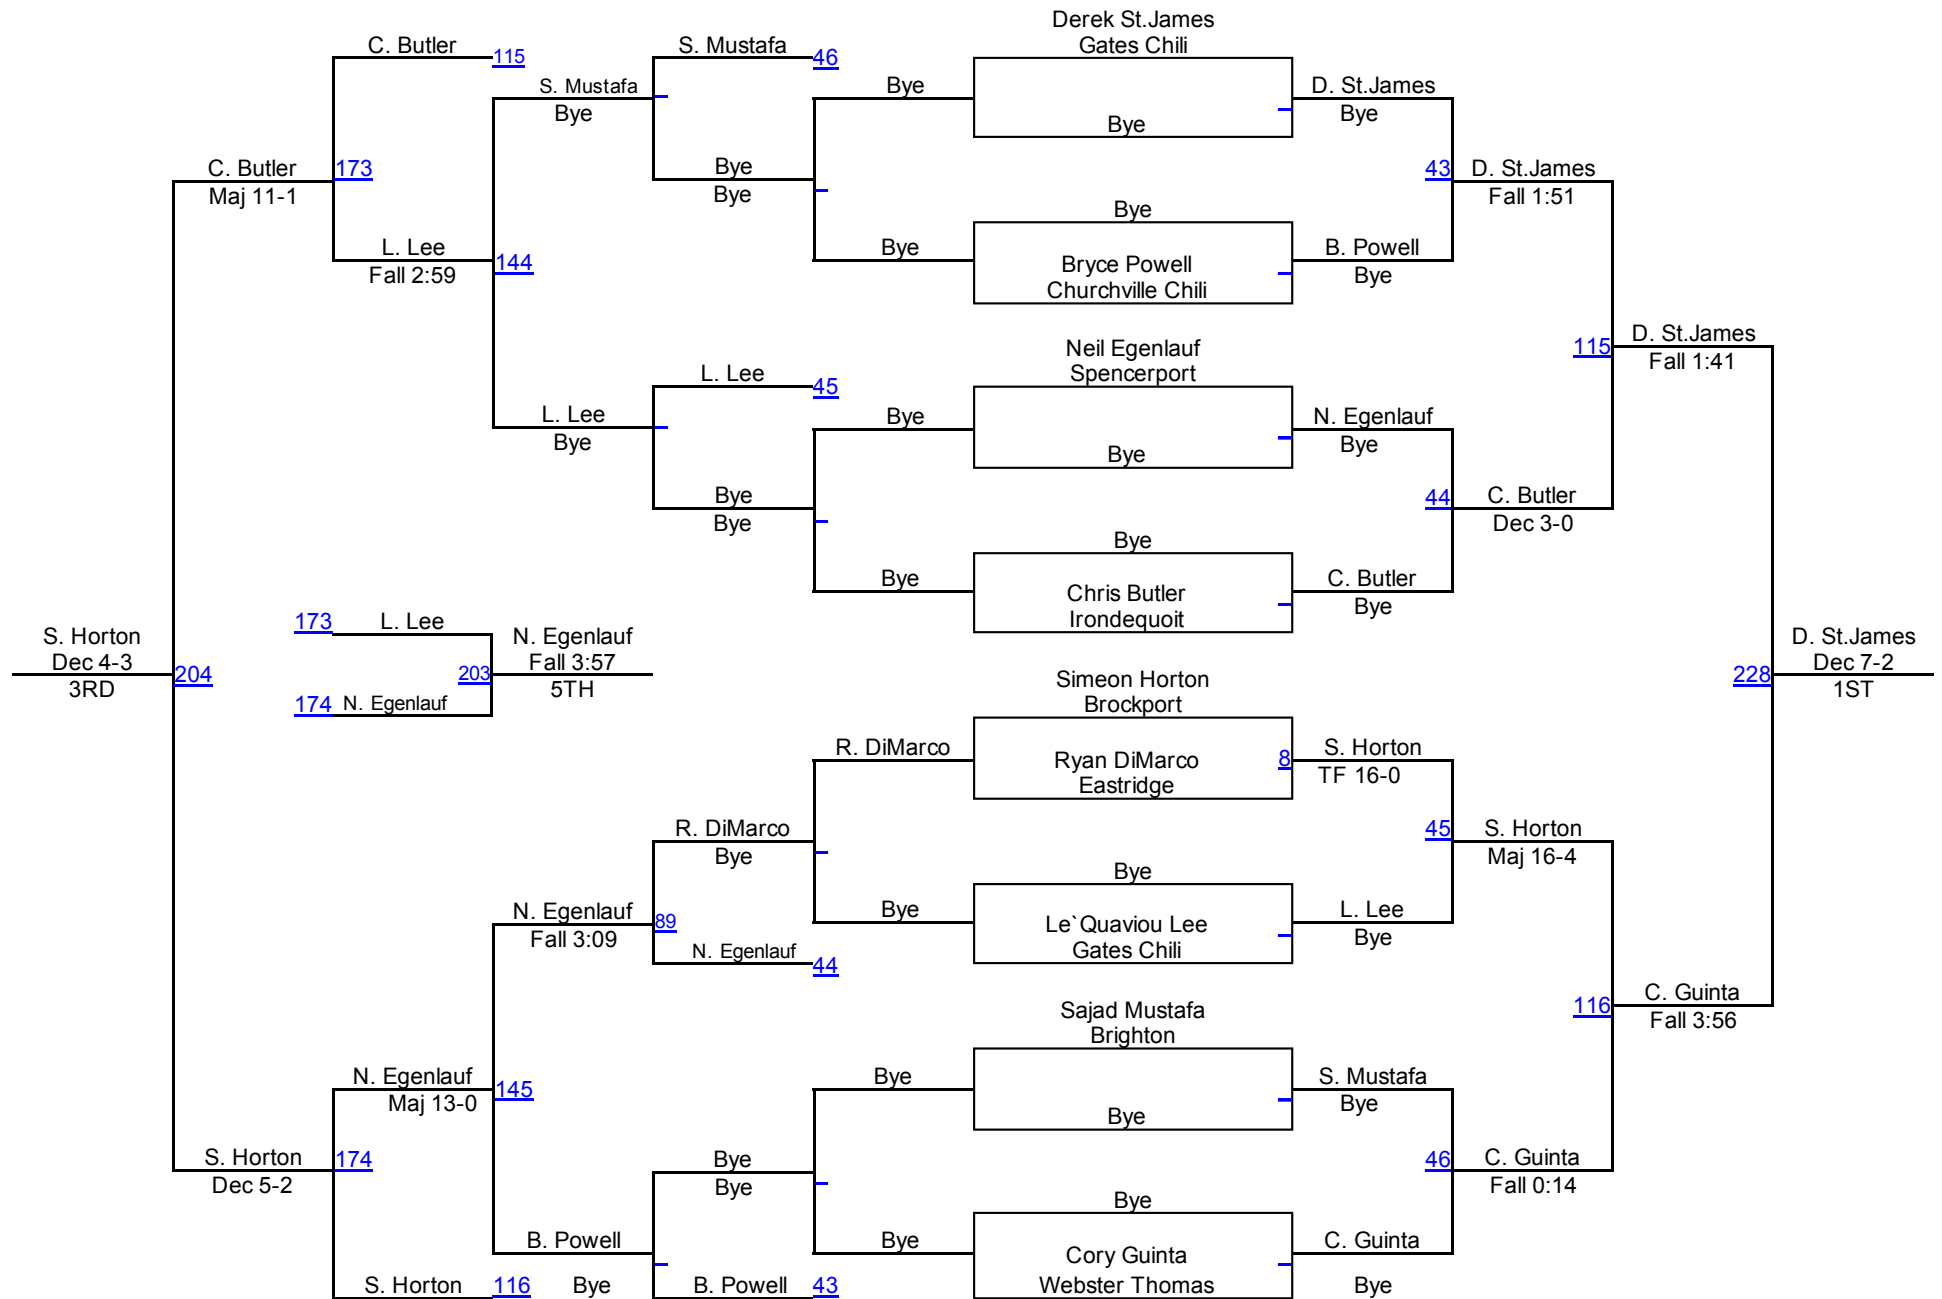 Derek St.James
C. Butler
S. Mustafa
Gates Chili
115
46
S. Mustafa
Bye
D. St.James
Bye
Bye
Bye
C. Butler
173
Bye
43
D. St.James
Maj 11-1
Bye
Fall 1:51
Bye
L. Lee
Bye
B. Powell
Fall 2:59
144
Bryce Powell
Bye
Churchville Chili
D. St.James
Neil Egenlauf
115
Fall 1:41
L. Lee
45
Spencerport
L. Lee
Bye
N. Egenlauf
Bye
Bye
Bye
Bye
44
C. Butler
Bye
Dec 3-0
Bye
Bye
C. Butler
Chris Butler
Bye
173
L. Lee
Irondequoit
S. Horton
N. Egenlauf
D. St.James
Dec 4-3
Fall 3:57
Dec 7-2
204
203
228
3RD
5TH
1ST
Simeon Horton
174
N. Egenlauf
Brockport
R. DiMarco
Ryan DiMarco
8
S. Horton
Eastridge
TF 16-0
R. DiMarco
45
S. Horton
Bye
Maj 16-4
Bye
N. Egenlauf
89
Bye
Le`Quaviou Lee
L. Lee
Fall 3:09
Bye
N. Egenlauf
44
Gates Chili
C. Guinta
Sajad Mustafa
116
Fall 3:56
Brighton
N. Egenlauf
145
Bye
S. Mustafa
Maj 13-0
Bye
Bye
S. Horton
174
Bye
46
C. Guinta
Dec 5-2
Bye
Fall 0:14
Bye
B. Powell
Bye
Cory Guinta
C. Guinta
S. Horton
116
Bye
B. Powell
43
Webster Thomas
Bye